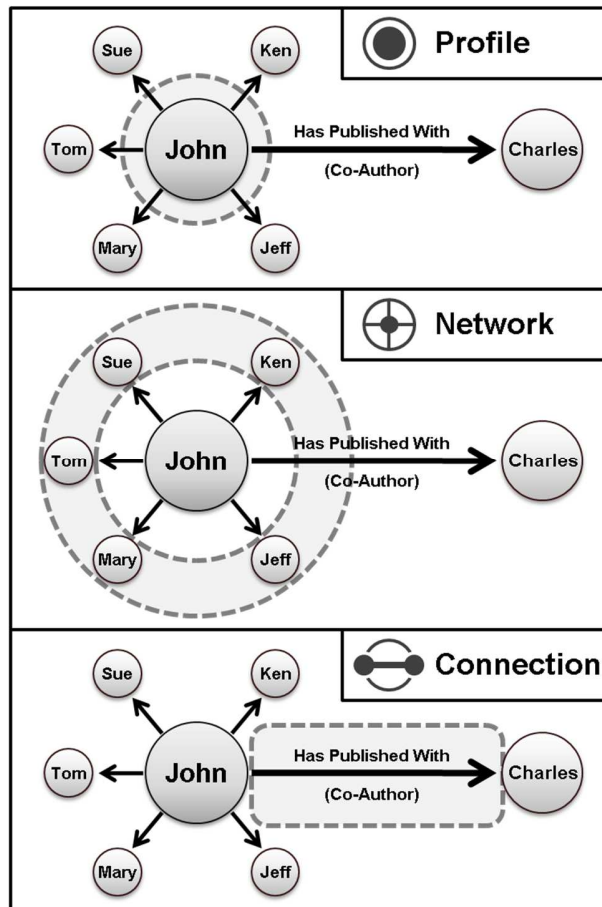 Profile
Sue
Ken
Tom
John
Has Published With
(Co-Author)
Charles
Mary
Jeff
Network
Sue
Ken
Tom
John
Has Published With
(Co-Author)
Charles
Mary
Jeff
Connection
Sue
Ken
Tom
John
Has Published With
(Co-Author)
Charles
Mary
Jeff